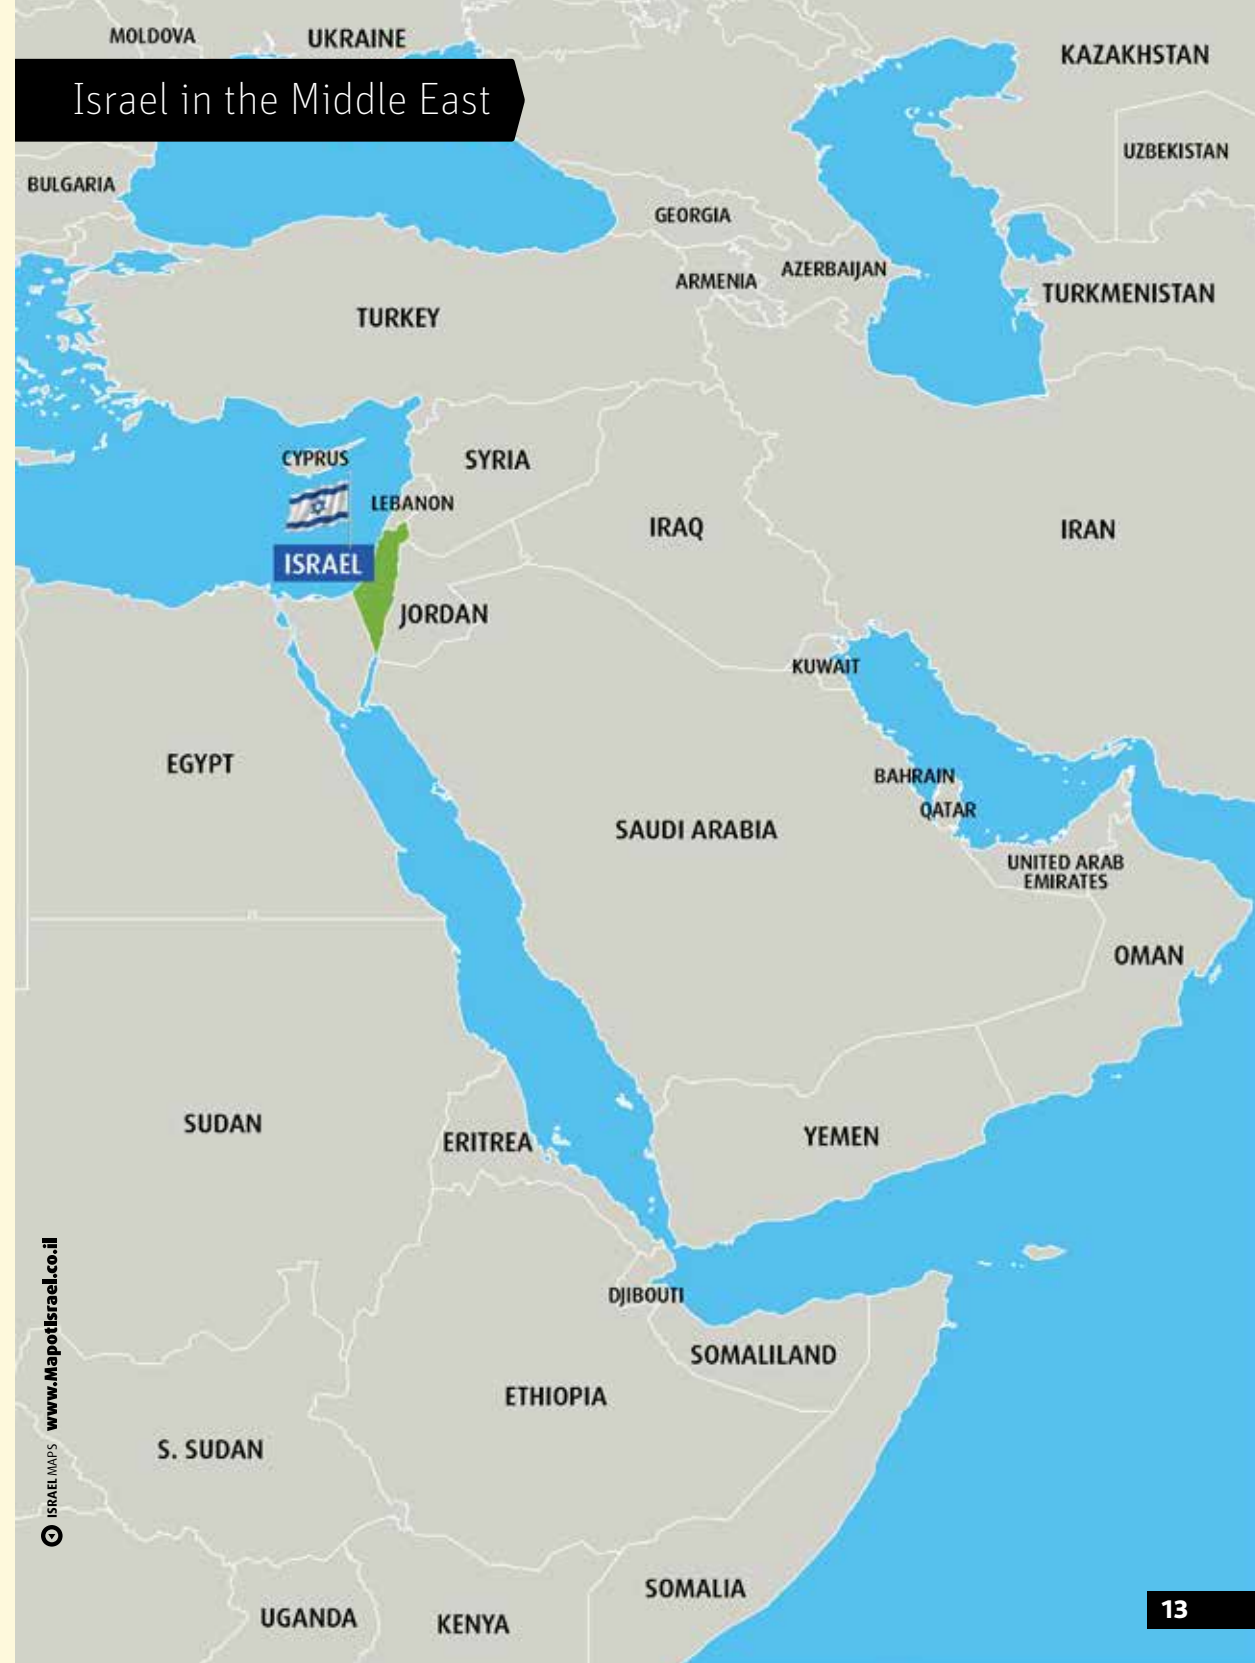 MOLDOVA
UKRAINE
KAZAKHSTAN
Israel in the Middle East
UZBEKISTAN
BULGARIA
GEORGIA
ARMENIA
AZERBAIJAN
TURKMENISTAN
TURKEY
CYPRUS
SYRIA
LEBANON
IRAQ
IRAN
ISRAEL
JORDAN
KUWAIT
EGYPT
BAHRAIN
QATAR
SAUDI ARABIA
UNITED ARAB
EMIRATES
OMAN
SUDAN
ERITREA
YEMEN
DJIBOUTI
SOMALILAND
ETHIOPIA
S. SUDAN
SOMALIA
UGANDA
KENYA
ISRAEL MAPS www.MapotIsrael.co.il
13